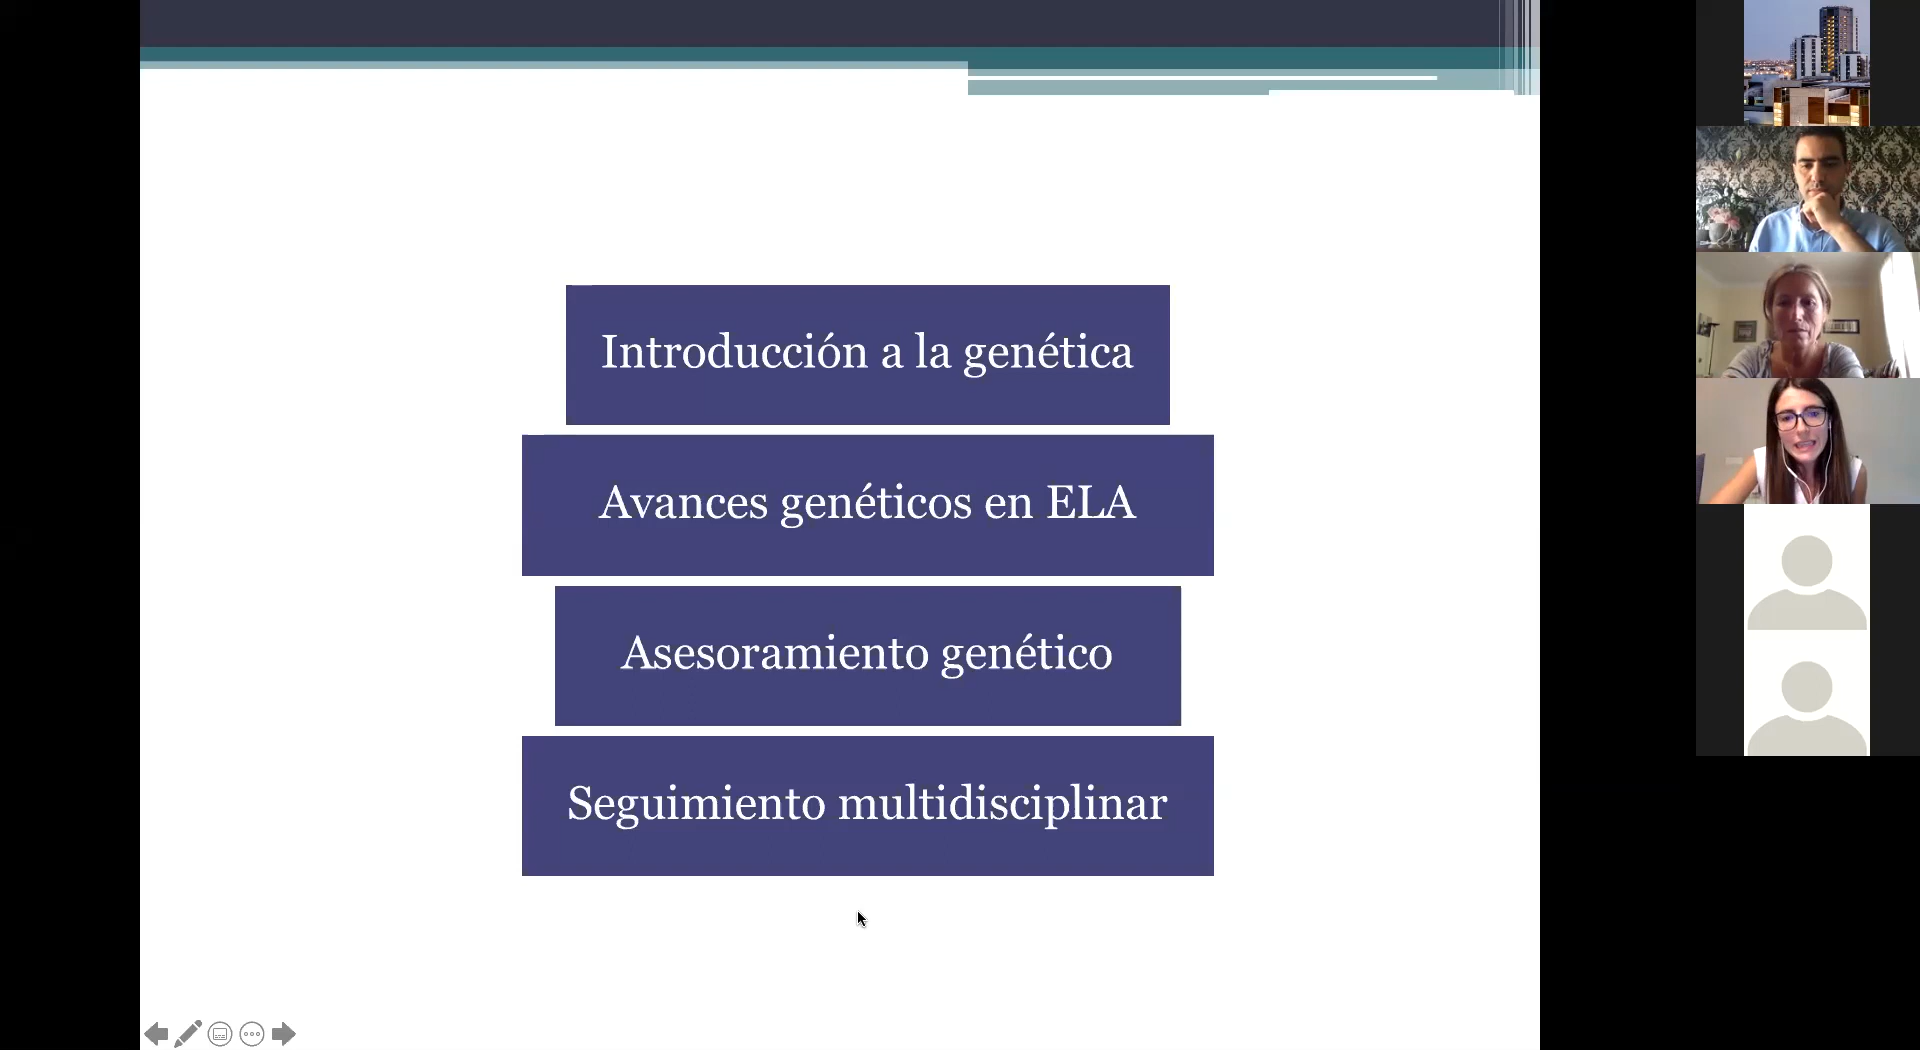 Introducción a la genética
Avances genéticos en ELA
Asesoramiento genético
Seguimiento multidisciplinar